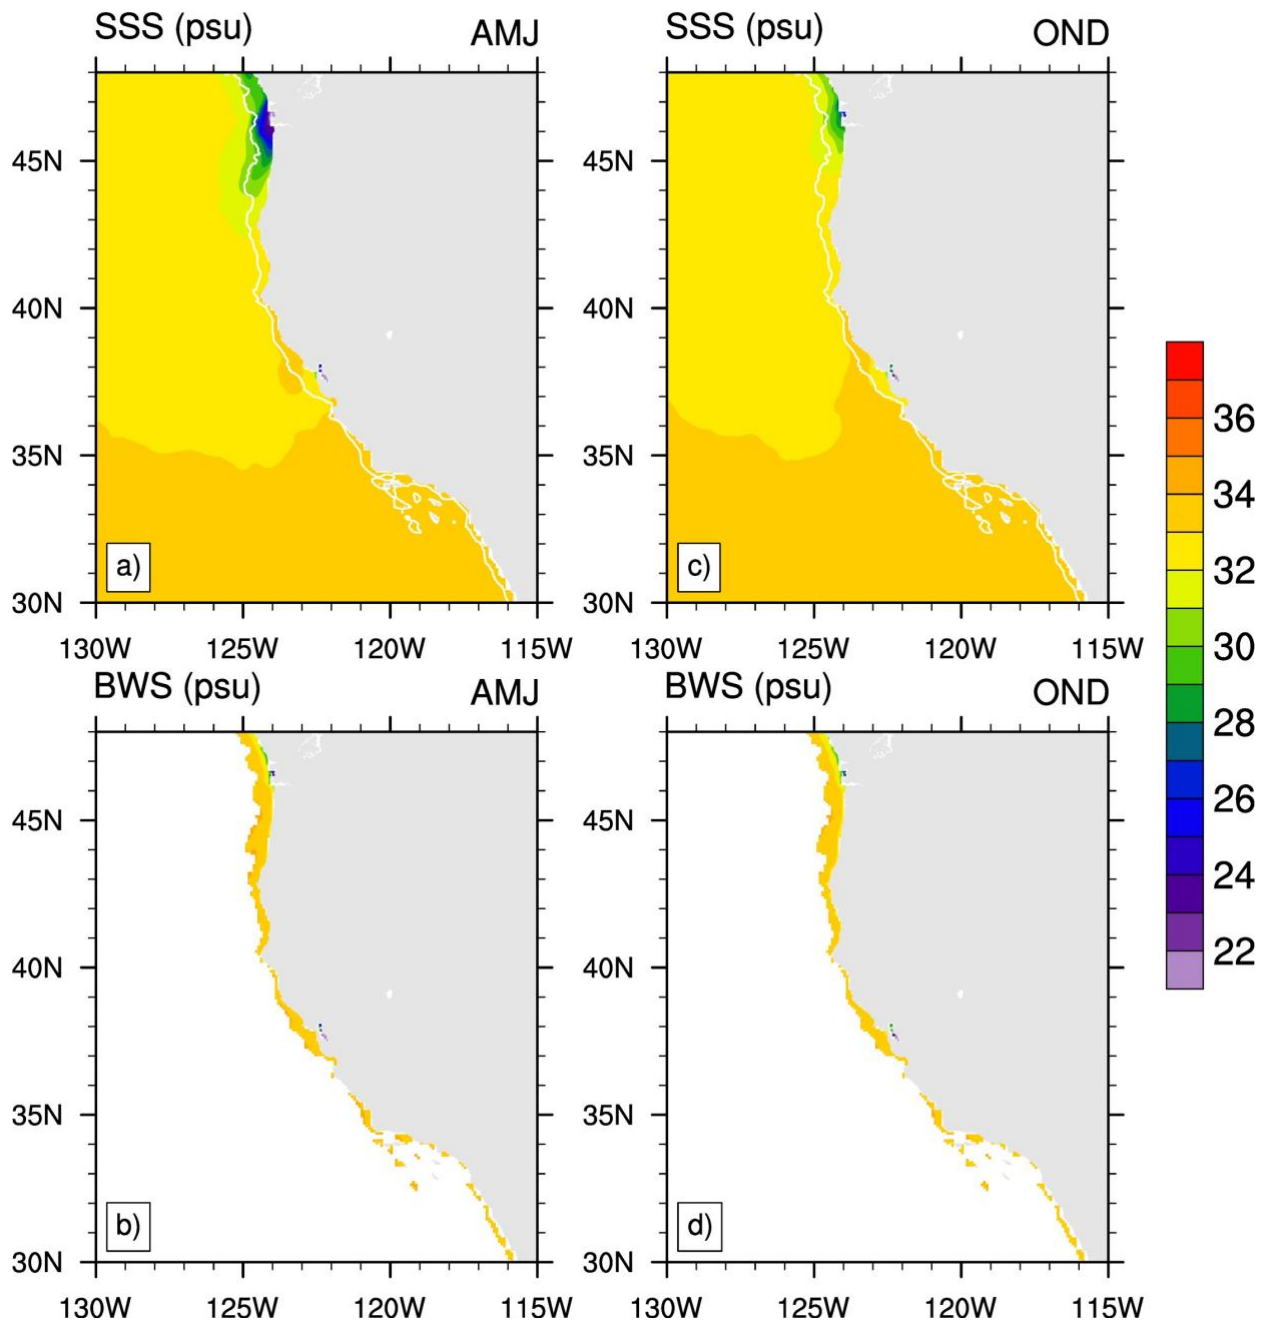 SSS (psu) AMJ
45N
40N
35N
30N
a)
130W 125W 120W 115W
SSS (psu) OND
45N
40N
35N
30N
c)
130W 125W 120W 115W
BWS (psu) AMJ
45N
40N
35N
30N
b)
130W 125W 120W 115W
BWS (psu) OND
45N
40N
35N
30N
d)
130W 125W 120W 115W
36
34
32
30
28
26
24
22